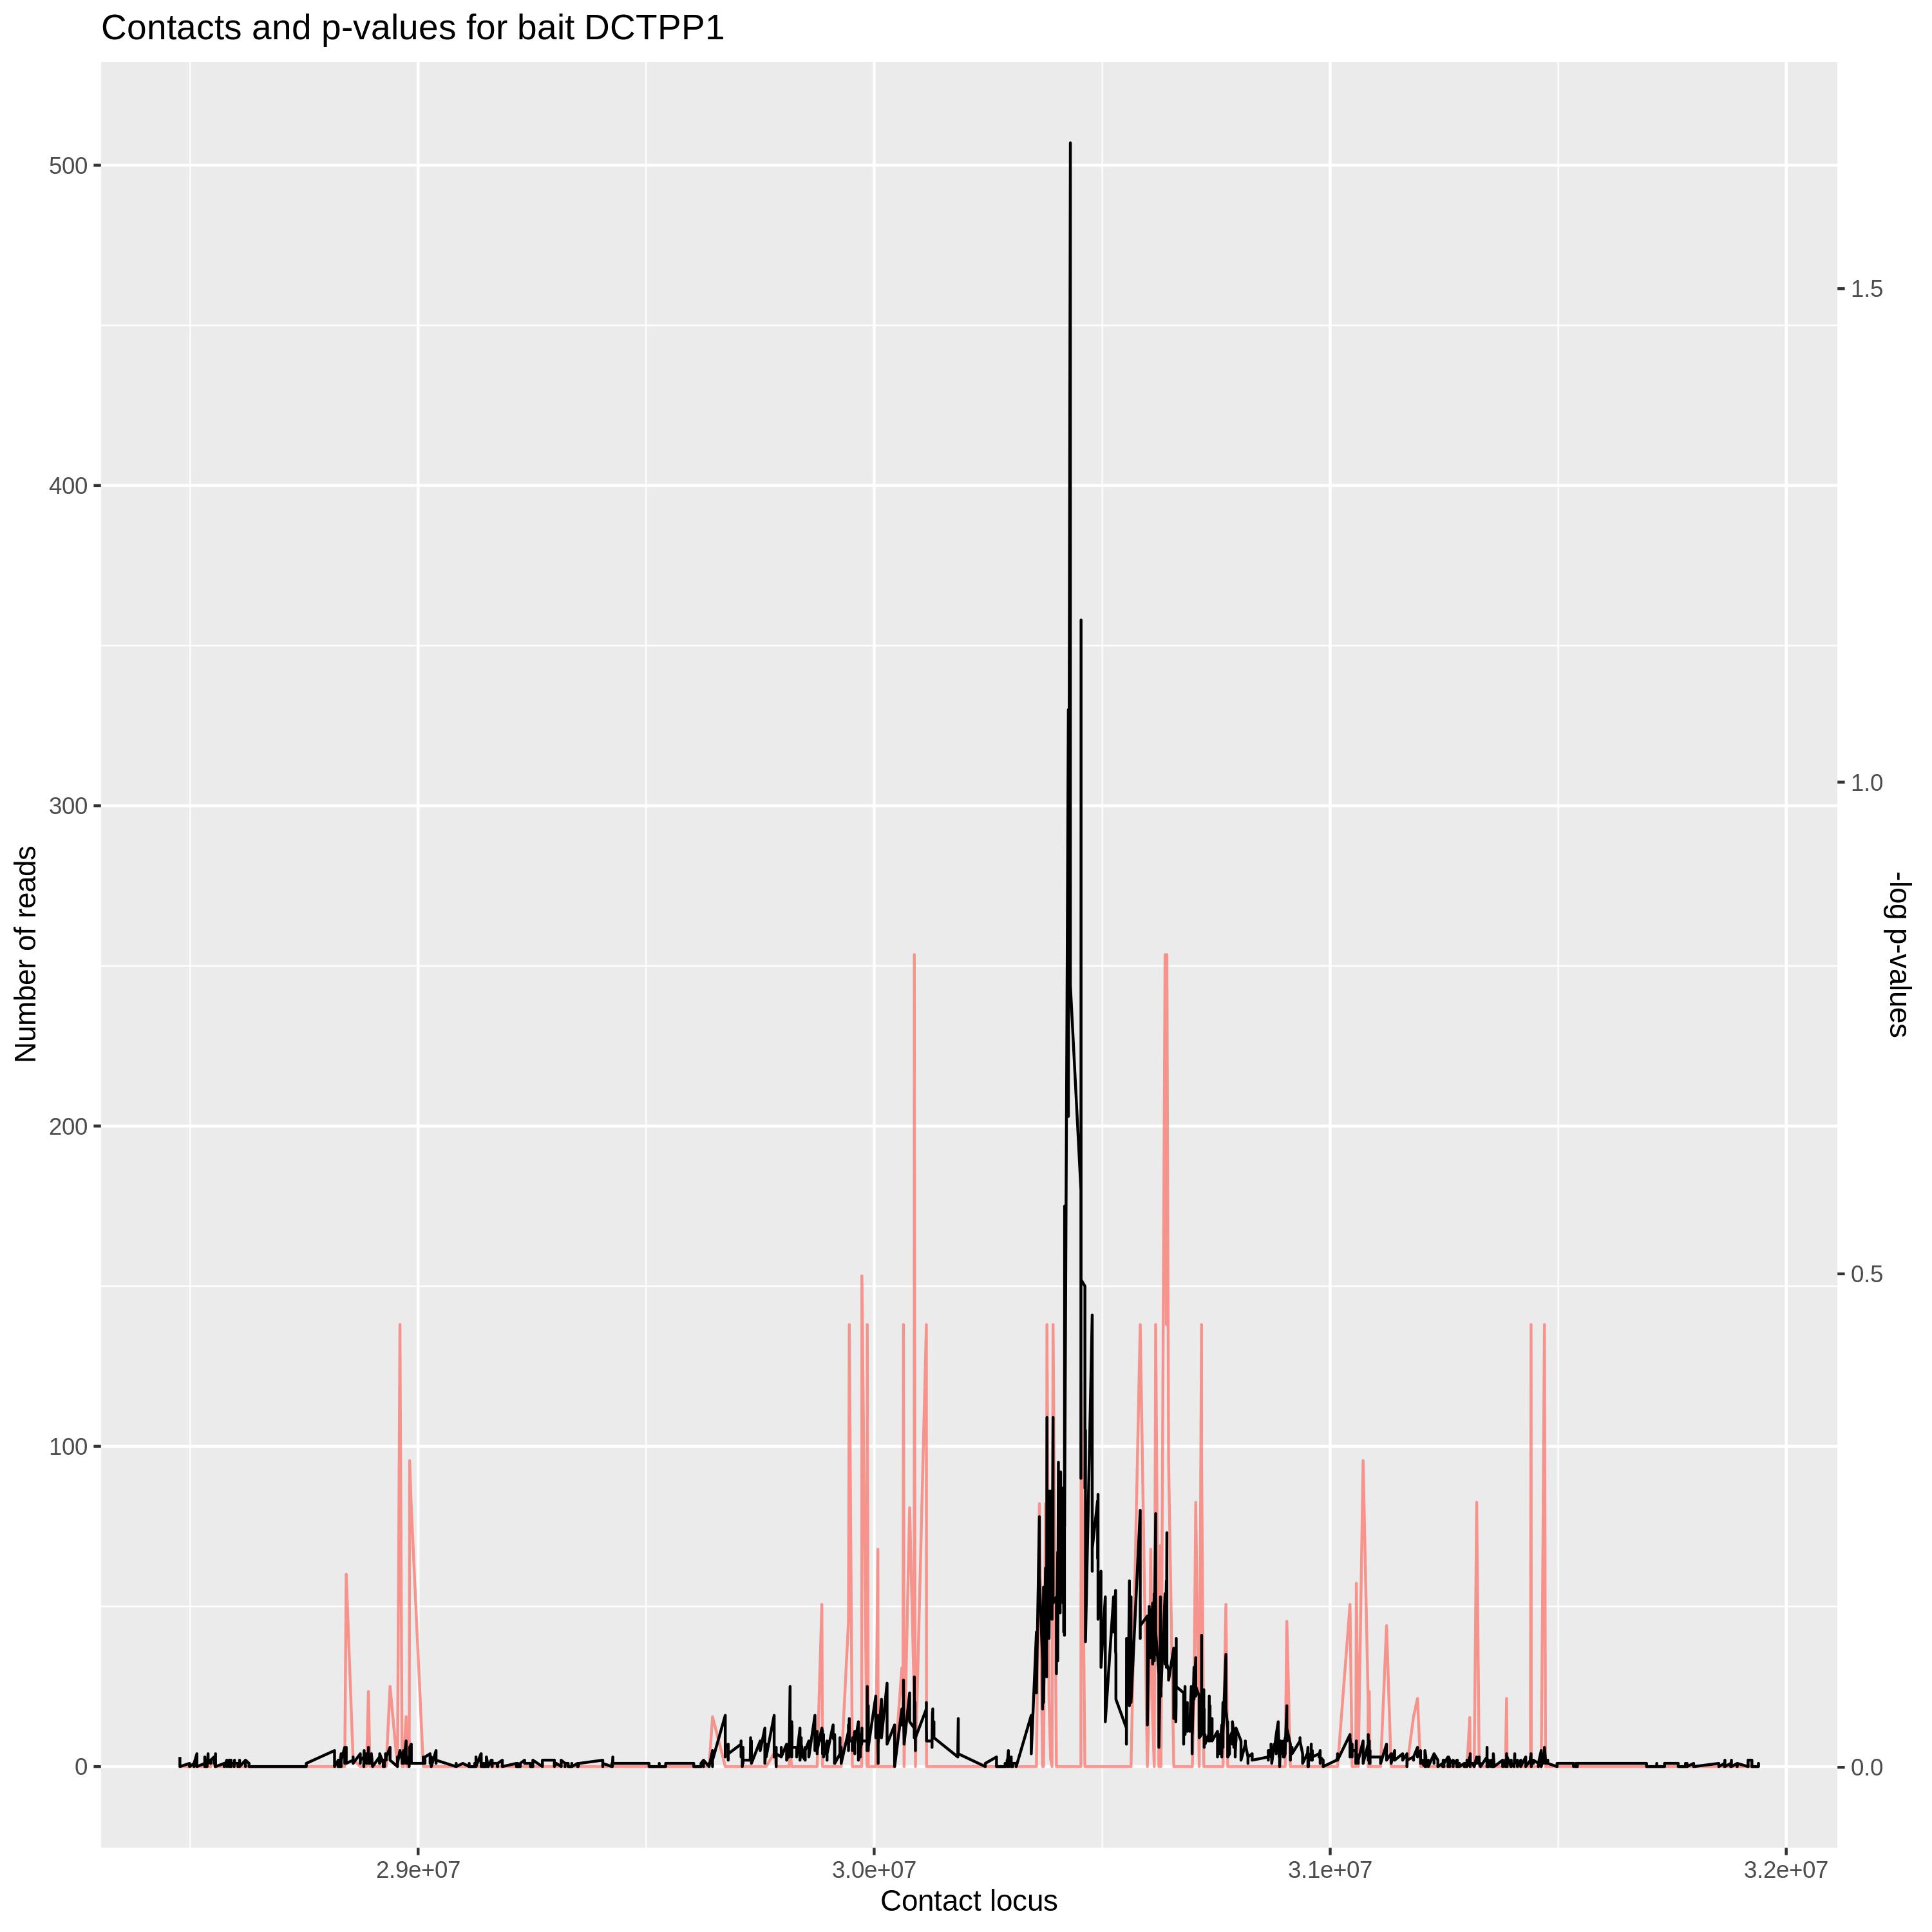 Contacts and p-values for bait DCTPP1
500
400
300
200
100
0
Number of reads
1.5
1.0
0.5
0.0
-log p-values
2.9e+07
3.0e+07
3.1e+07
3.2e+07
Contact locus